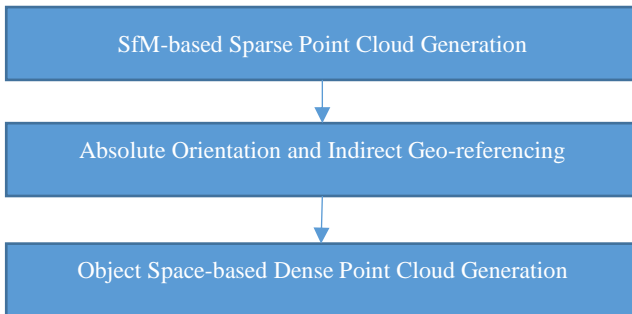 SfM-based Sparse Point Cloud Generation
Absolute Orientation and Indirect Geo-referencing
Object Space-based Dense Point Cloud Generation